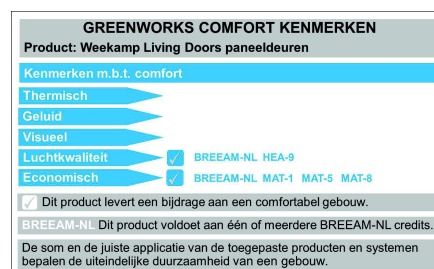 GREENWORKS COMFORT KENMERKEN
Product: Weekamp Living Doors paneeldeuren
Kenmerken m.b.t. comfort
Thermisch
Geluid
Visueel
Luchtkwaliteit BREEAM-NL HEA-9
Economisch BREEAM-NL MAT-1 MAT-5 MAT-8
Dit product levert een bijdrage aan een comfortabel gebouw.
BREEAM-NL Dit product voldoet aan één of meerdere BREEAM-NL credits.
De som en de juiste applicatie van de toegepaste producten en systemen
bepalen de uiteindelijke duurzaamheid van een gebouw.